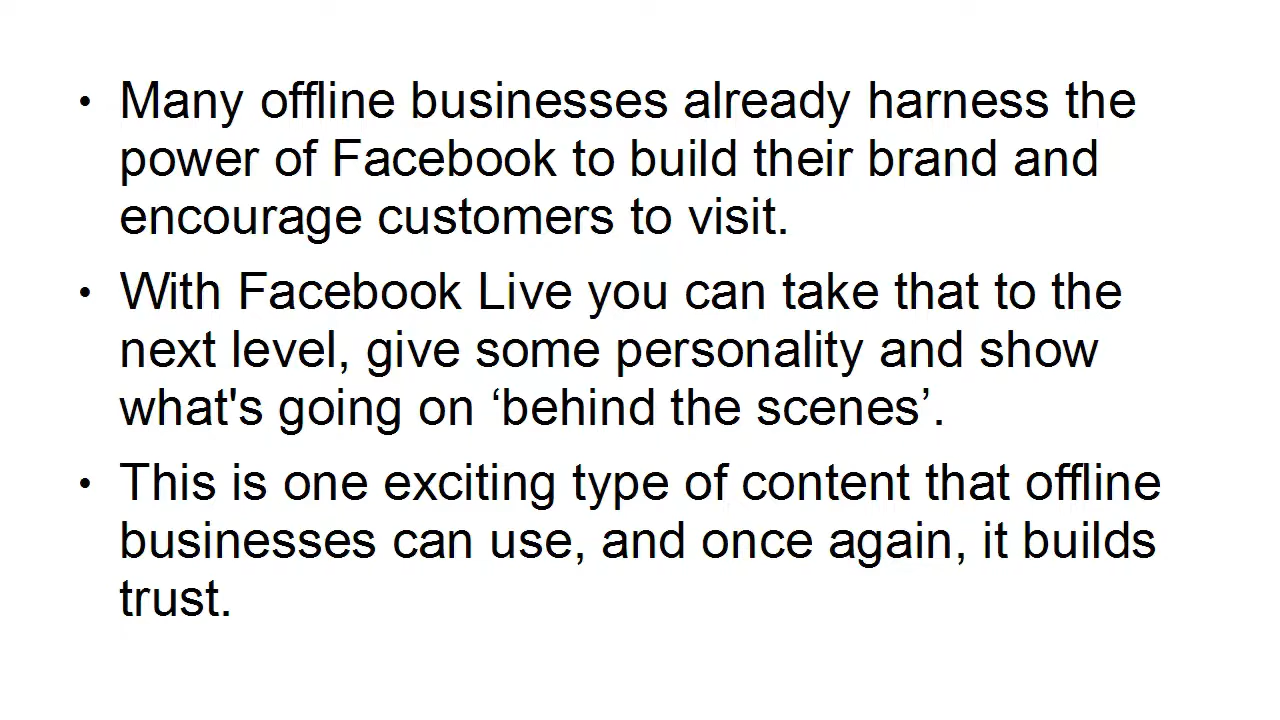 • Many offline businesses already harness the
power of Facebook to build their brand and
encourage customers to visit.
• With Facebook Live you can take that to the
next level, give some personality and show
what's going on ‘behind the scenes’.
• This is one exciting type of content that offline
businesses can use, and once again, it builds
trust.